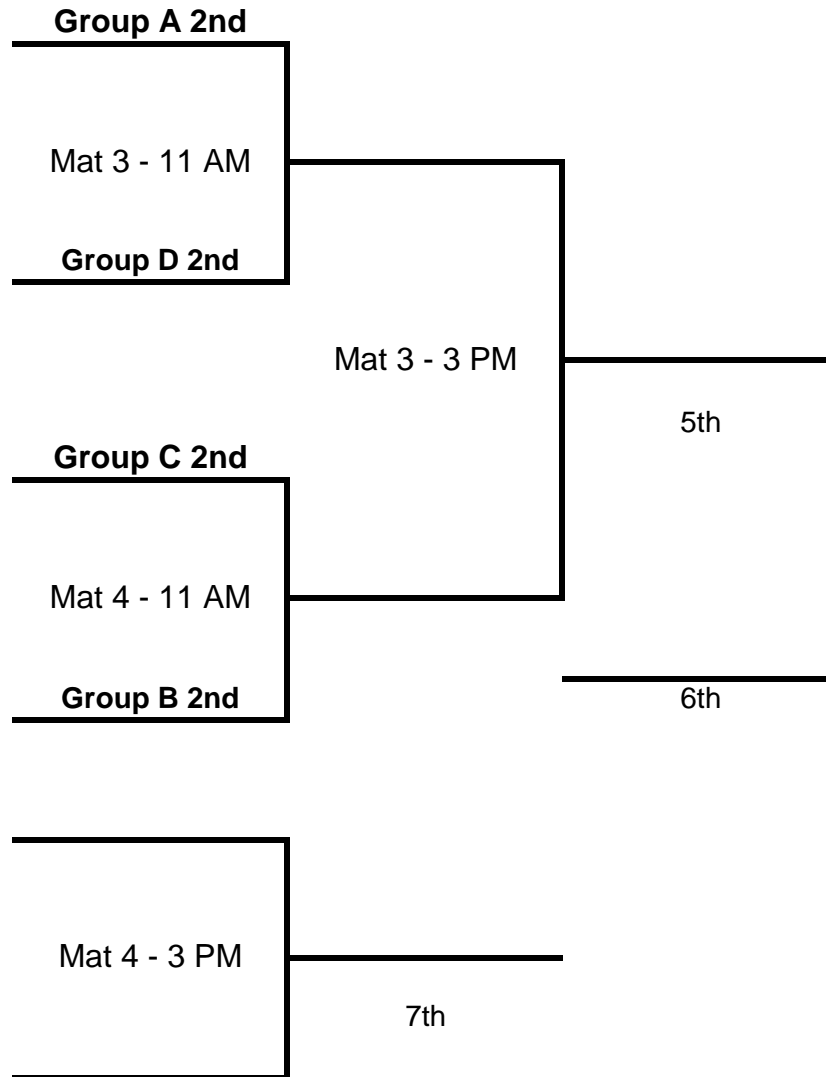 Group A 2nd
Mat 3 - 11 AM
Group D 2nd
Mat 3 - 3 PM
5th
Group C 2nd
Mat 4 - 11 AM
Group B 2nd
6th
Mat 4 - 3 PM
7th